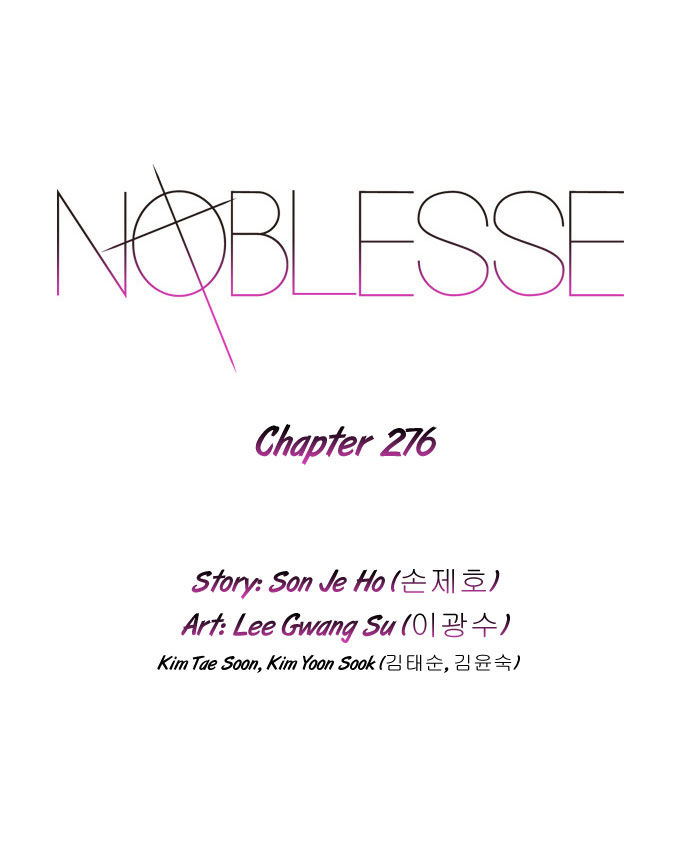 NOBLESSE
Chapter 276
Story: Son Je Ho (손제호)
Art: Lee Gwang Su (이광수)
Kim Tae Soon, Kim Yoon Sook (김태순, 김윤숙)